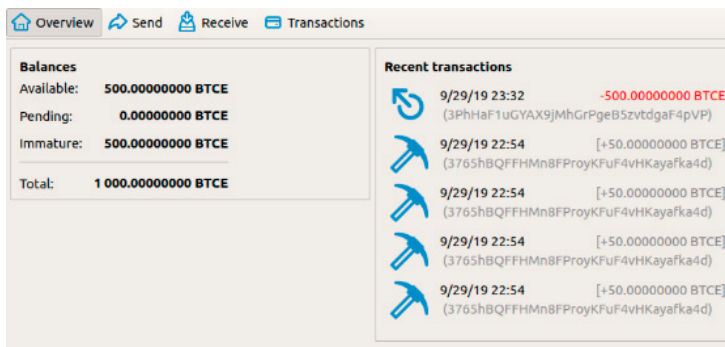 Overview Send Receive Transactions
Balances
Available: 500.00000000 BTCE
Pending: 0.00000000 BTCE
Immature: 500.00000000 BTCE
Total: 1 000.00000000 BTCE
Recent transactions
9/29/19 23:32 -500.00000000 BTCE
(3PhHaF1uGYAX9jMhGrPgeB5zvtdgaF4pVP)
9/29/19 22:54 [+50.00000000 BTCE]
(3765hBQFFHMn8FProyKFuF4vHKayafka4d)
9/29/19 22:54 [+50.00000000 BTCE]
(3765hBQFFHMn8FProyKFuF4vHKayafka4d)
9/29/19 22:54 [+50.00000000 BTCE]
(3765hBQFFHMn8FProyKFuF4vHKayafka4d)
9/29/19 22:54 [+50.00000000 BTCE]
(3765hBQFFHMn8FProyKFuF4vHKayafka4d)